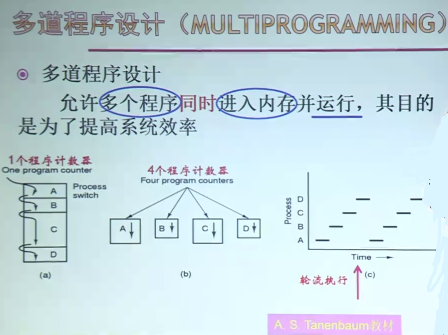 多道程序设计（MULTIPROGRAMMING）
多道程序设计
允许多个程序同时进入内存并运行，其目的
是为了提高系统效率
1个程序计数器
One program counter
Process
switch
A
B
C
D
(a)
4个程序计数器
Four program counters
A
B
C
D
(b)
Process
D
C
B
A
Time
轮流执行
(c)
A. S. Tanenbaum教材